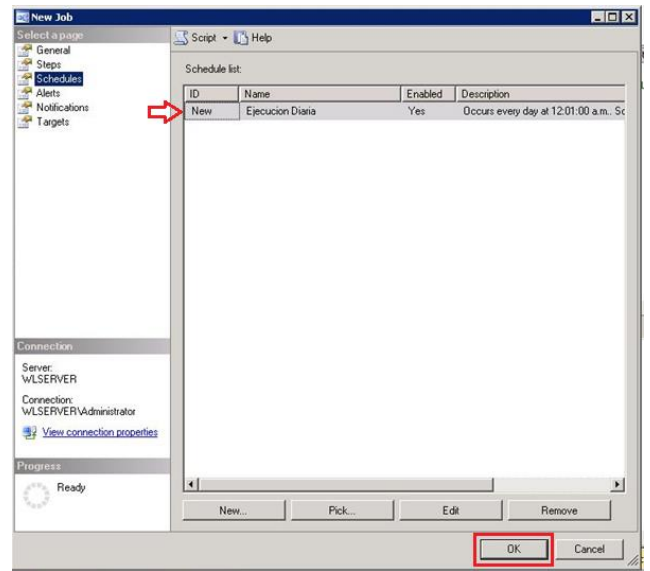 New Job
Select a page
General
Steps
Schedules
Alerts
Notifications
Targets
Script Help
Schedule list:
ID Name Enabled Description
New Ejecucion Diaria Yes Occurs every day at 12:01:00 a.m.. Sc
Connection
Server:
WLSERVER
Connection:
WLSERVER\Administrator
View connection properties
Progress
Ready
New... Pick... Edit Remove
OK Cancel